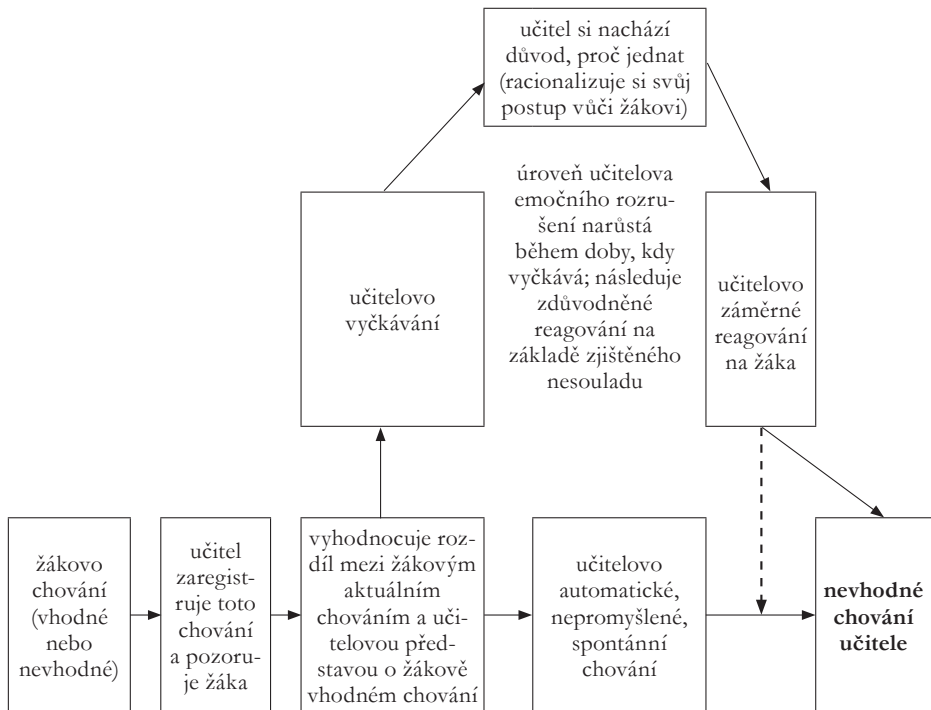 učitel si nachází
důvod, proč jednat
(racionalizuje si svůj
postup vůči žákovi)
učitelovo
vyčkávání
úroveň učitelova
emočního rozru-
šení narůstá
během doby, kdy
vyčkává; následuje
zdůvodněné
reagování na
základě zjištěného
nesouladu
učitelovo
záměrné
reagování
na žáka
žákovo
chování
(vhodné
nebo
nevhodné)
učitel
zaregist-
ruje toto
chování
a pozoru-
je žáka
vyhodnocuje roz-
díl mezi žákovým
aktuálním
chováním a uči-
telovou před-
stavou o žákově
vhodném chování
učitelovo
automatické,
nepromyšlené,
spontánní
chování
nevhodné
chování
učitele